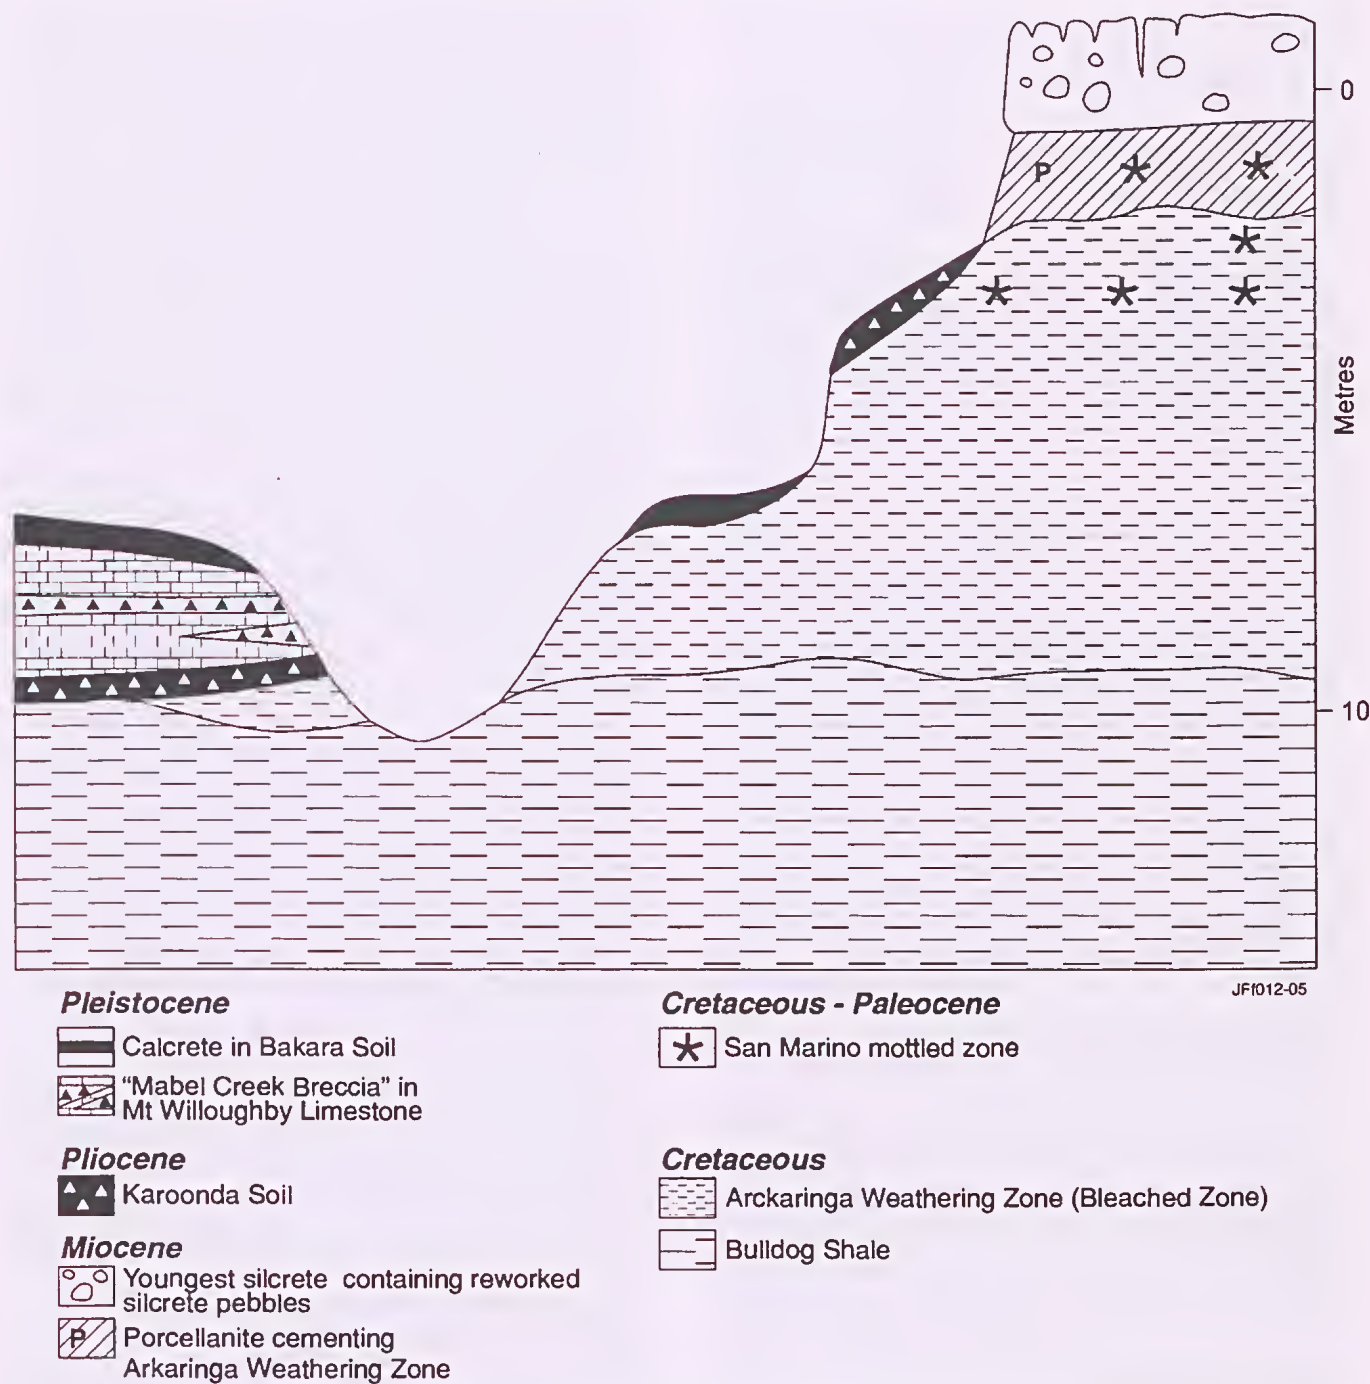 0
P
Metres
10
JFf012-05
Pleistocene
Calcrete in Bakara Soil
"Mabel Creek Breccia" in
Mt Willoughby Limestone
Pliocene
Karoonda Soil
Miocene
Youngest silcrete containing reworked
silcrete pebbles
P
Porcellanite cementing
Arkaringa Weathering Zone
Cretaceous - Paleocene
San Marino mottled zone
Cretaceous
Arckaringa Weathering Zone (Bleached Zone)
Bulldog Shale